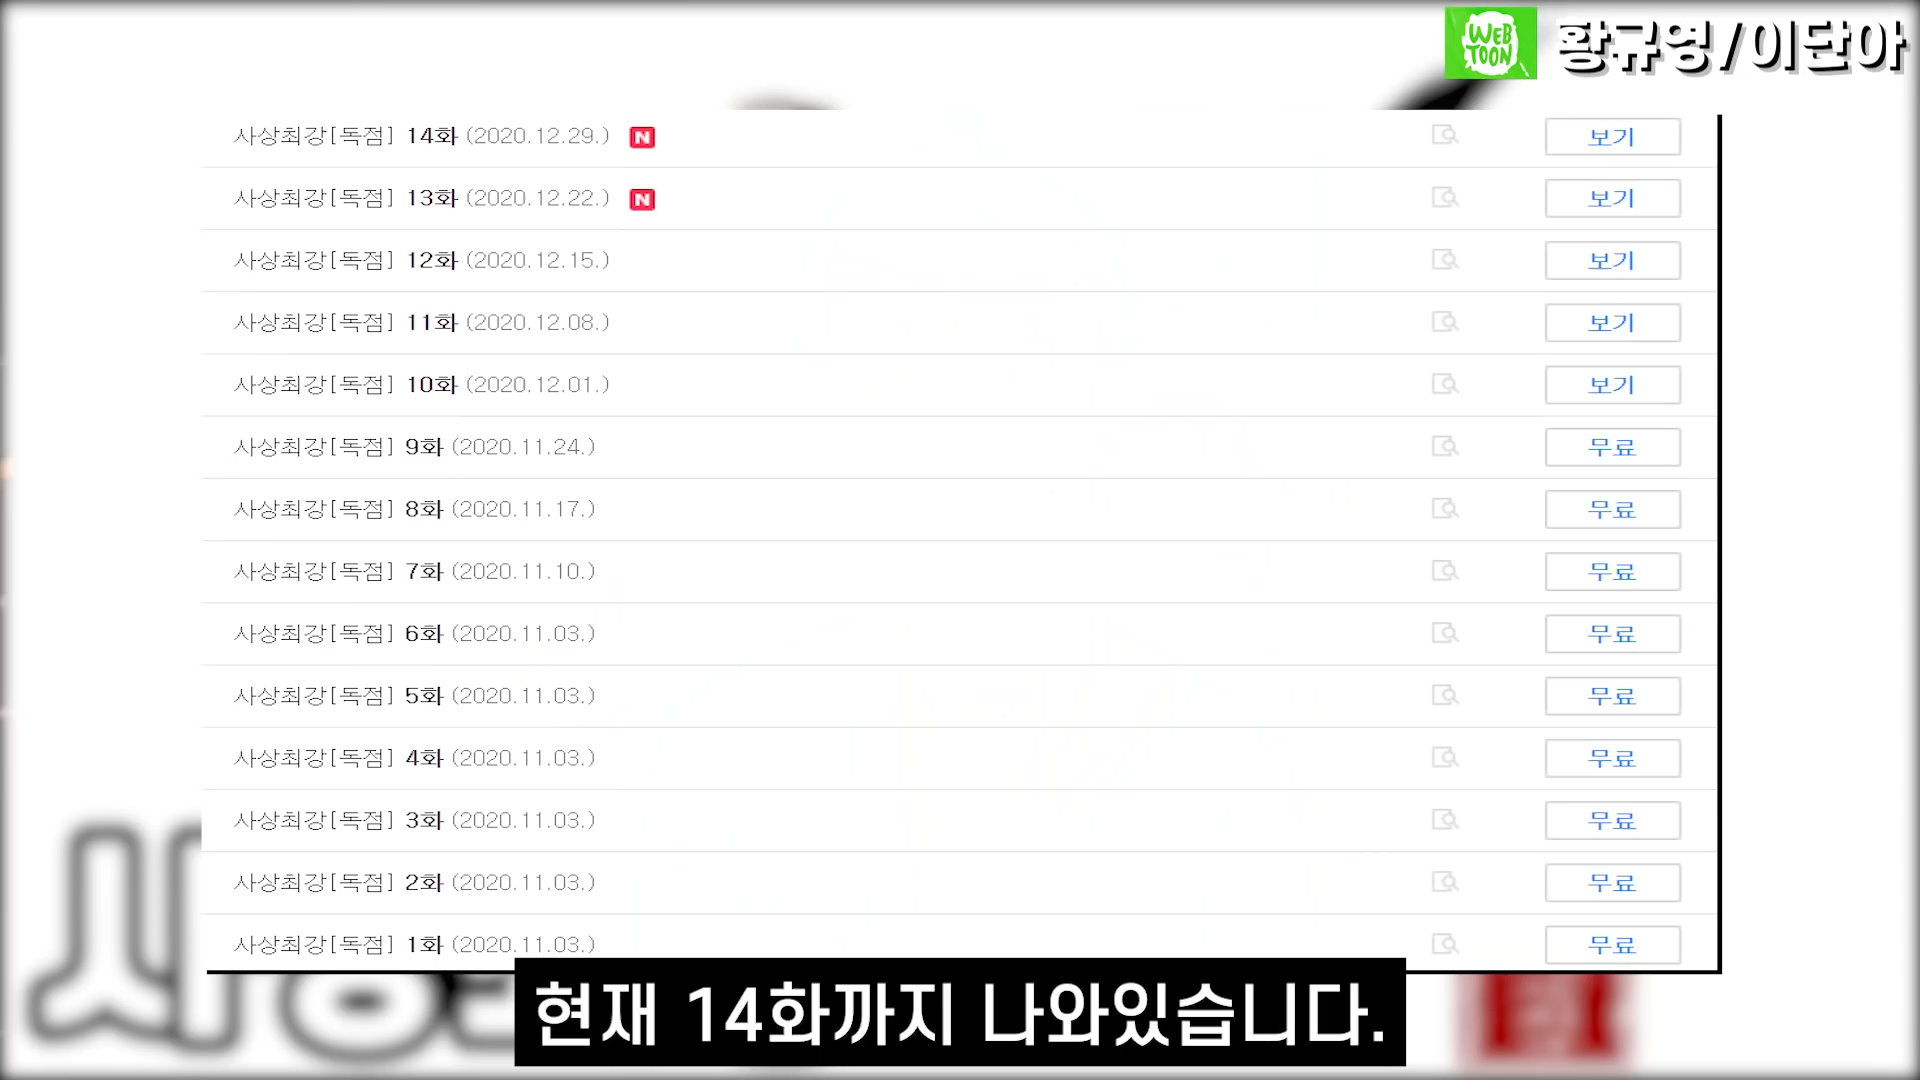 WEB TOON
황규영/이단아
사상최강[독점] 14화 (2020.12.29.) N 보기
사상최강[독점] 13화 (2020.12.22.) N 보기
사상최강[독점] 12화 (2020.12.15.) 보기
사상최강[독점] 11화 (2020.12.08.) 보기
사상최강[독점] 10화 (2020.12.01.) 보기
사상최강[독점] 9화 (2020.11.24.) 무료
사상최강[독점] 8화 (2020.11.17.) 무료
사상최강[독점] 7화 (2020.11.10.) 무료
사상최강[독점] 6화 (2020.11.03.) 무료
사상최강[독점] 5화 (2020.11.03.) 무료
사상최강[독점] 4화 (2020.11.03.) 무료
사상최강[독점] 3화 (2020.11.03.) 무료
사상최강[독점] 2화 (2020.11.03.) 무료
사상최강[독점] 1화 (2020.11.03.) 무료
현재 14화까지 나와있습니다.